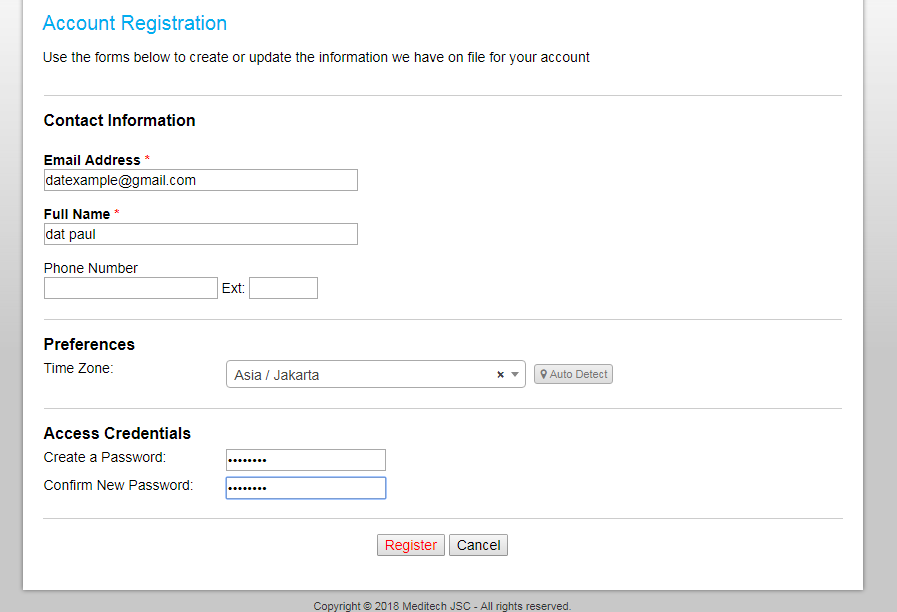 Account Registration
Use the forms below to create or update the information we have on file for your account
Contact Information
Email Address *
datexample@gmail.com
Full Name *
dat paul
Phone Number
Ext:
Preferences
Time Zone:
Asia / Jakarta × Auto Detect
Access Credentials
Create a Password: ••••••••
Confirm New Password: ••••••••
Register Cancel
Copyright © 2018 Meditech JSC - All rights reserved.